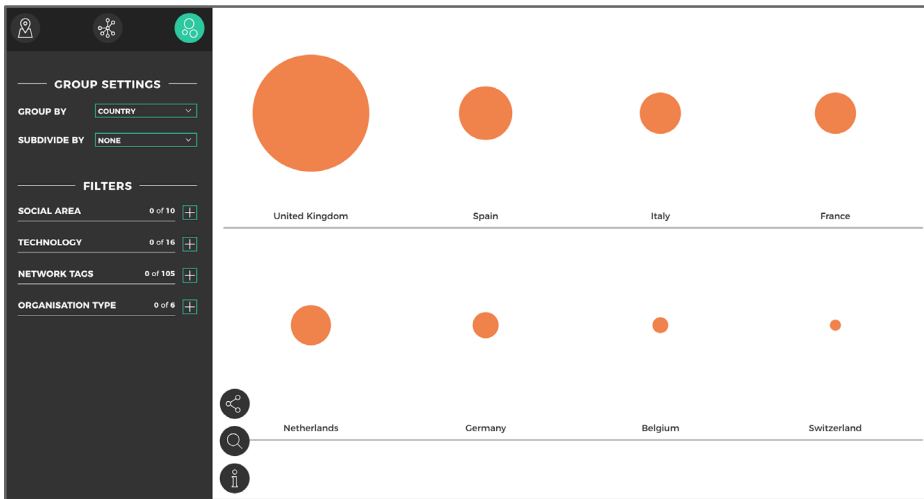 GROUP SETTINGS
GROUP BY COUNTRY
SUBDIVIDE BY NONE
FILTERS
SOCIAL AREA 0 of 10
TECHNOLOGY 0 of 16
NETWORK TAGS 0 of 105
ORGANISATION TYPE 0 of 6
United Kingdom Spain Italy France
Netherlands Germany Belgium Switzerland